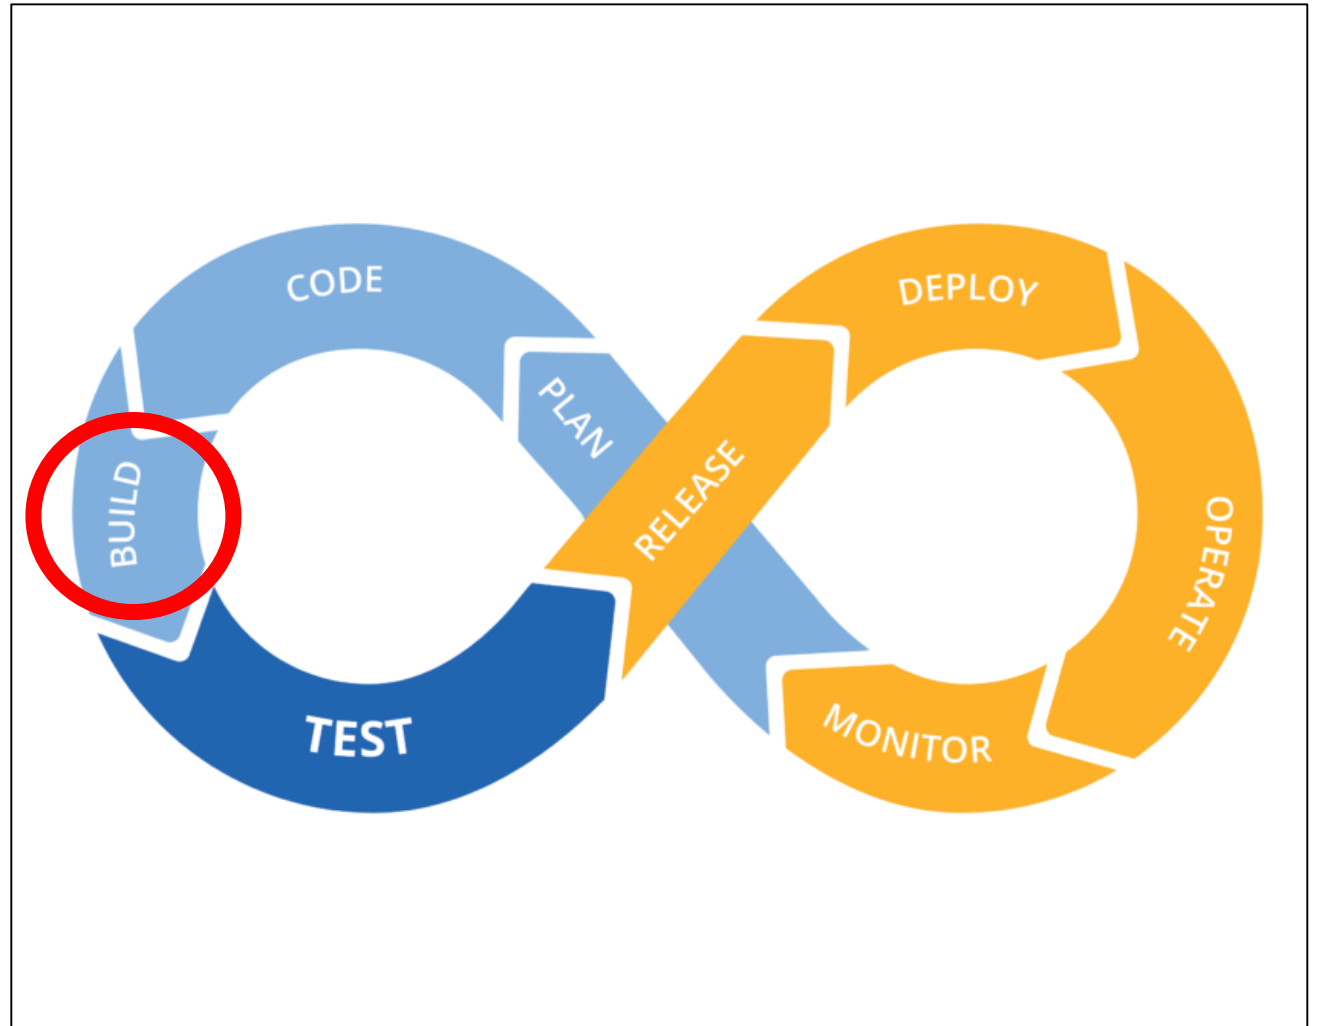 CODE
DEPLOY
PLAN
BUILD
RELEASE
OPERATE
TEST
MONITOR